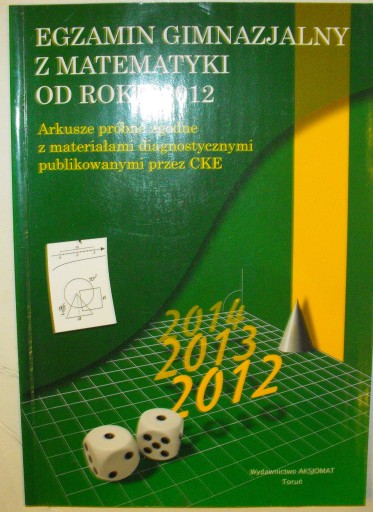 EGZAMIN GIMNAZJALNY
Z MATEMATYKI
OD ROKU 2012
Arkusze próbne zgodne
z materiałami diagnostycznymi
publikowanymi przez CKE
2014
2013
2012
Wydawnictwo AKSJOMAT
Toruń